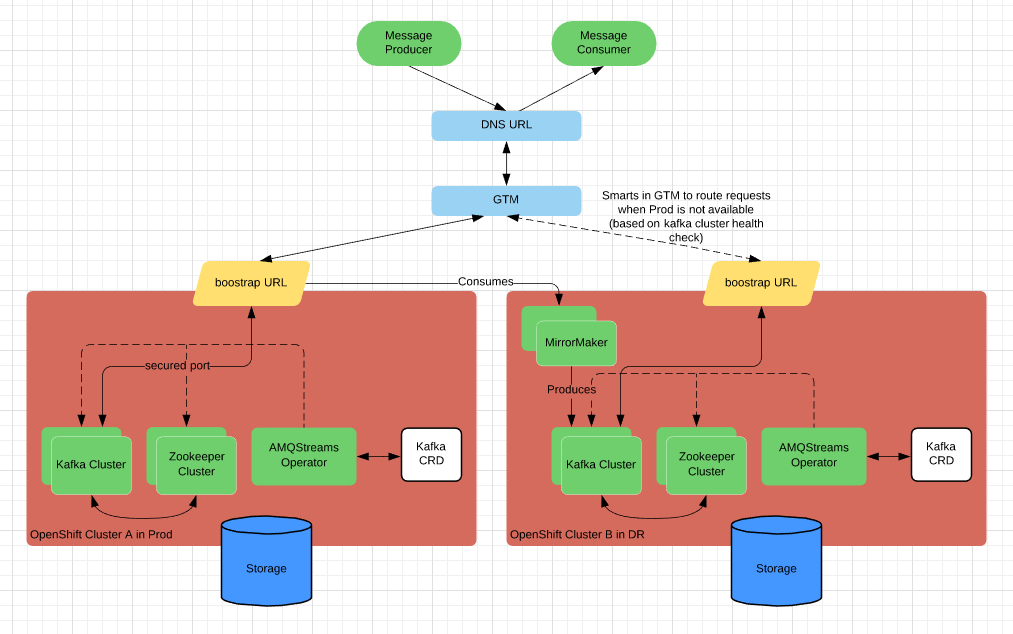 Message
Producer
Message
Consumer
DNS URL
GTM
Smarts in GTM to route requests
when Prod is not available
(based on kafka cluster health
check)
boostrap URL
Consumes
boostrap URL
MirrorMaker
secured port
Produces
Kafka Cluster
Zookeeper
Cluster
AMQStreams
Operator
Kafka
CRD
Kafka Cluster
Zookeeper
Cluster
AMQStreams
Operator
Kafka
CRD
OpenShift Cluster A in Prod
OpenShift Cluster B in DR
Storage
Storage